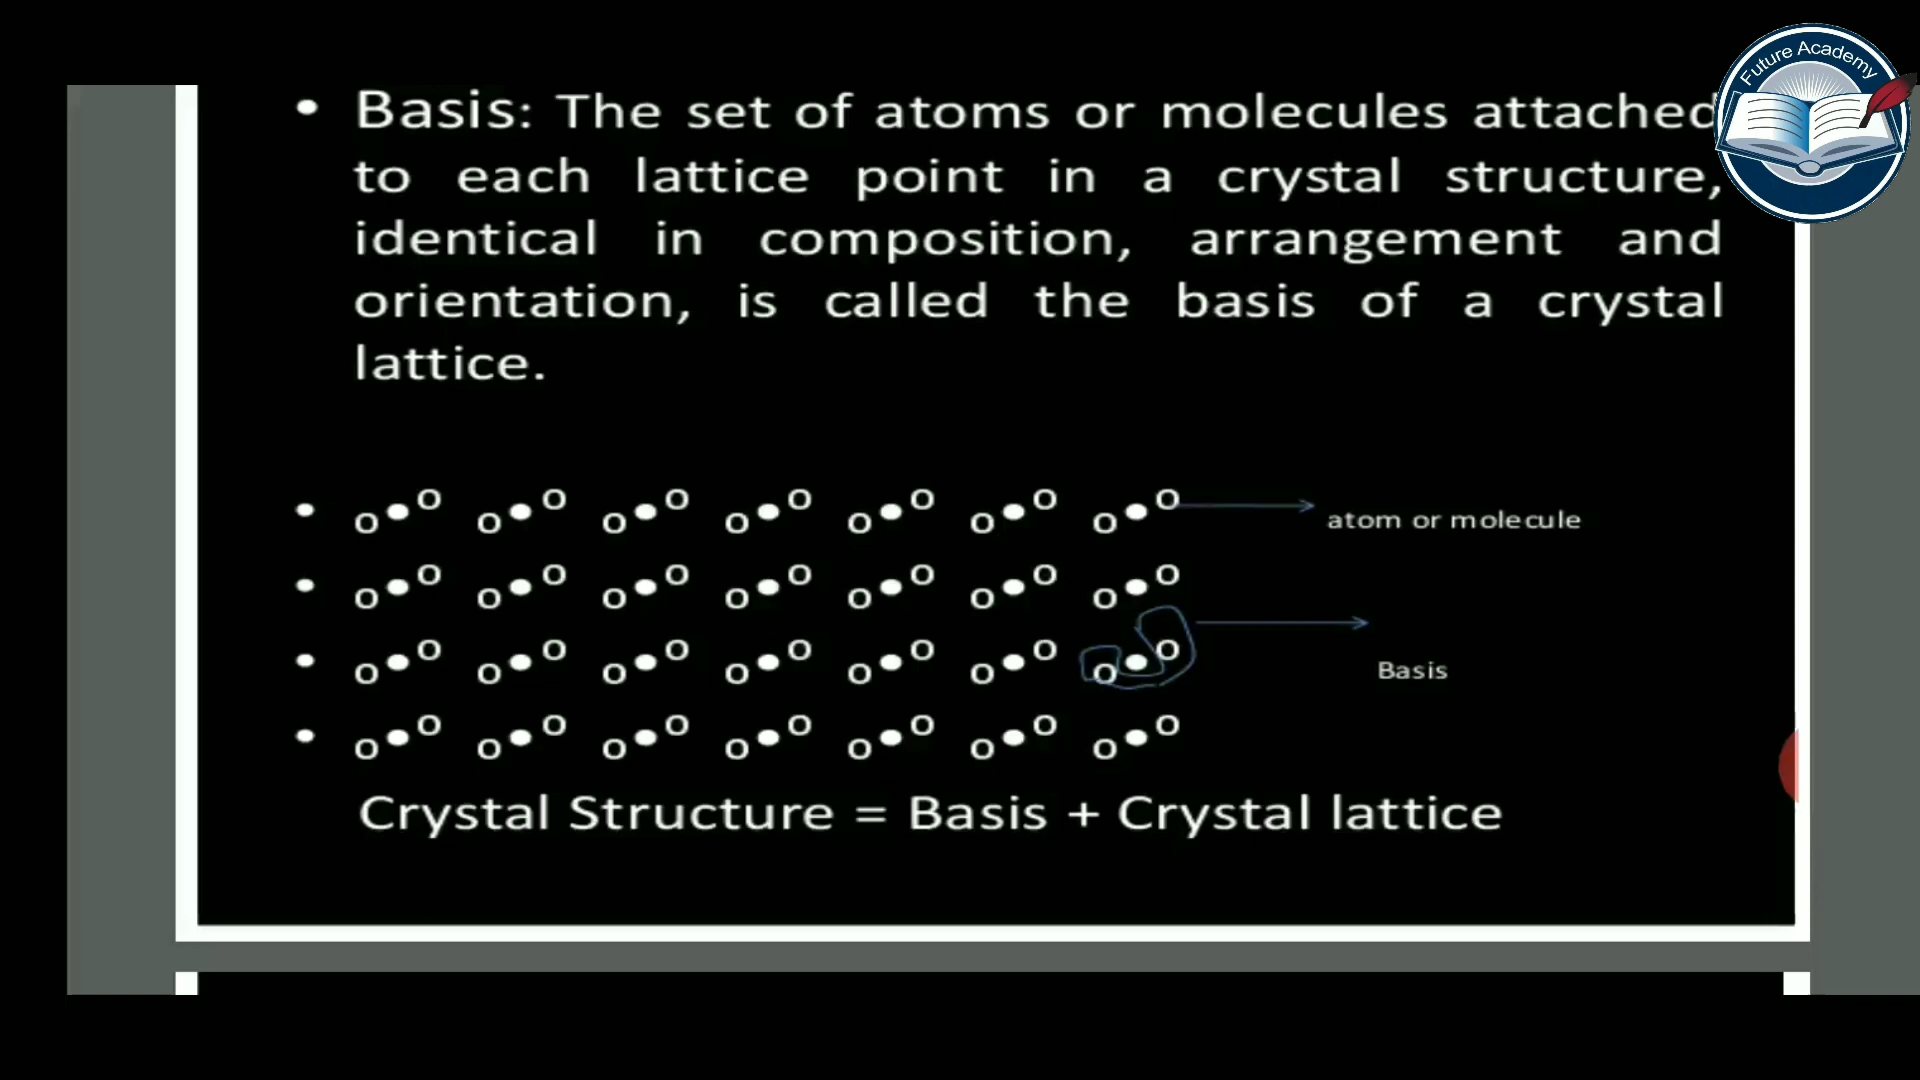 Future Academy
• Basis: The set of atoms or molecules attached
to each lattice point in a crystal structure,
identical in composition, arrangement and
orientation, is called the basis of a crystal
lattice.
• o•o o•o o•o o•o o•o o•o o•o
atom or molecule
• o•o o•o o•o o•o o•o o•o o•o
• o•o o•o o•o o•o o•o o•o o•o
Basis
• o•o o•o o•o o•o o•o o•o o•o
Crystal Structure = Basis + Crystal lattice